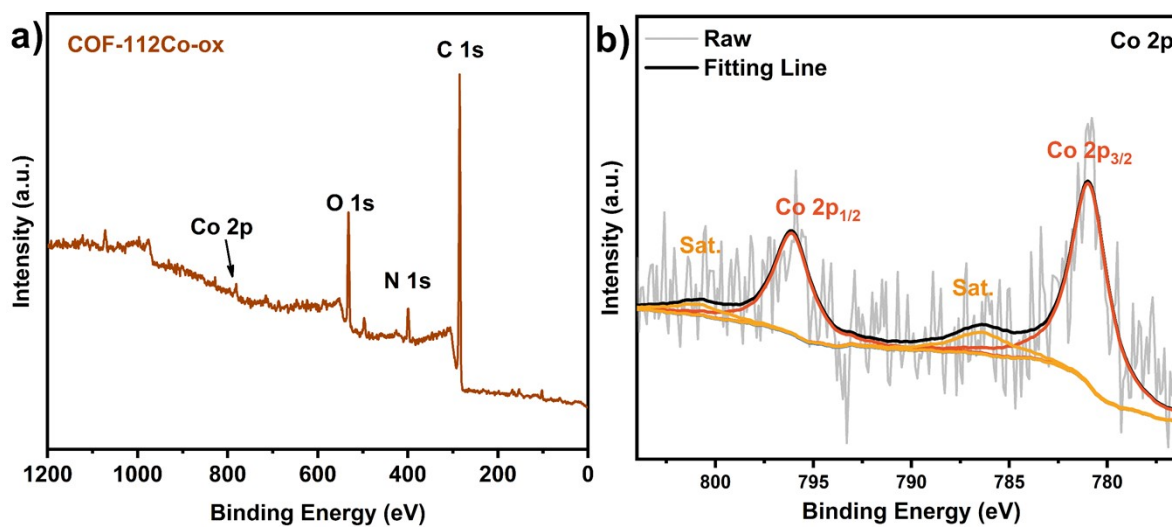 a)
COF-112Co-ox
C 1s
O 1s
Co 2p
N 1s
Intensity (a.u.)
1200 1000 800 600 400 200 0
Binding Energy (eV)
b)
Raw
Fitting Line
Co 2p
Co 2p3/2
Co 2p1/2
Sat.
Sat.
Intensity (a.u.)
800 795 790 785 780
Binding Energy (eV)